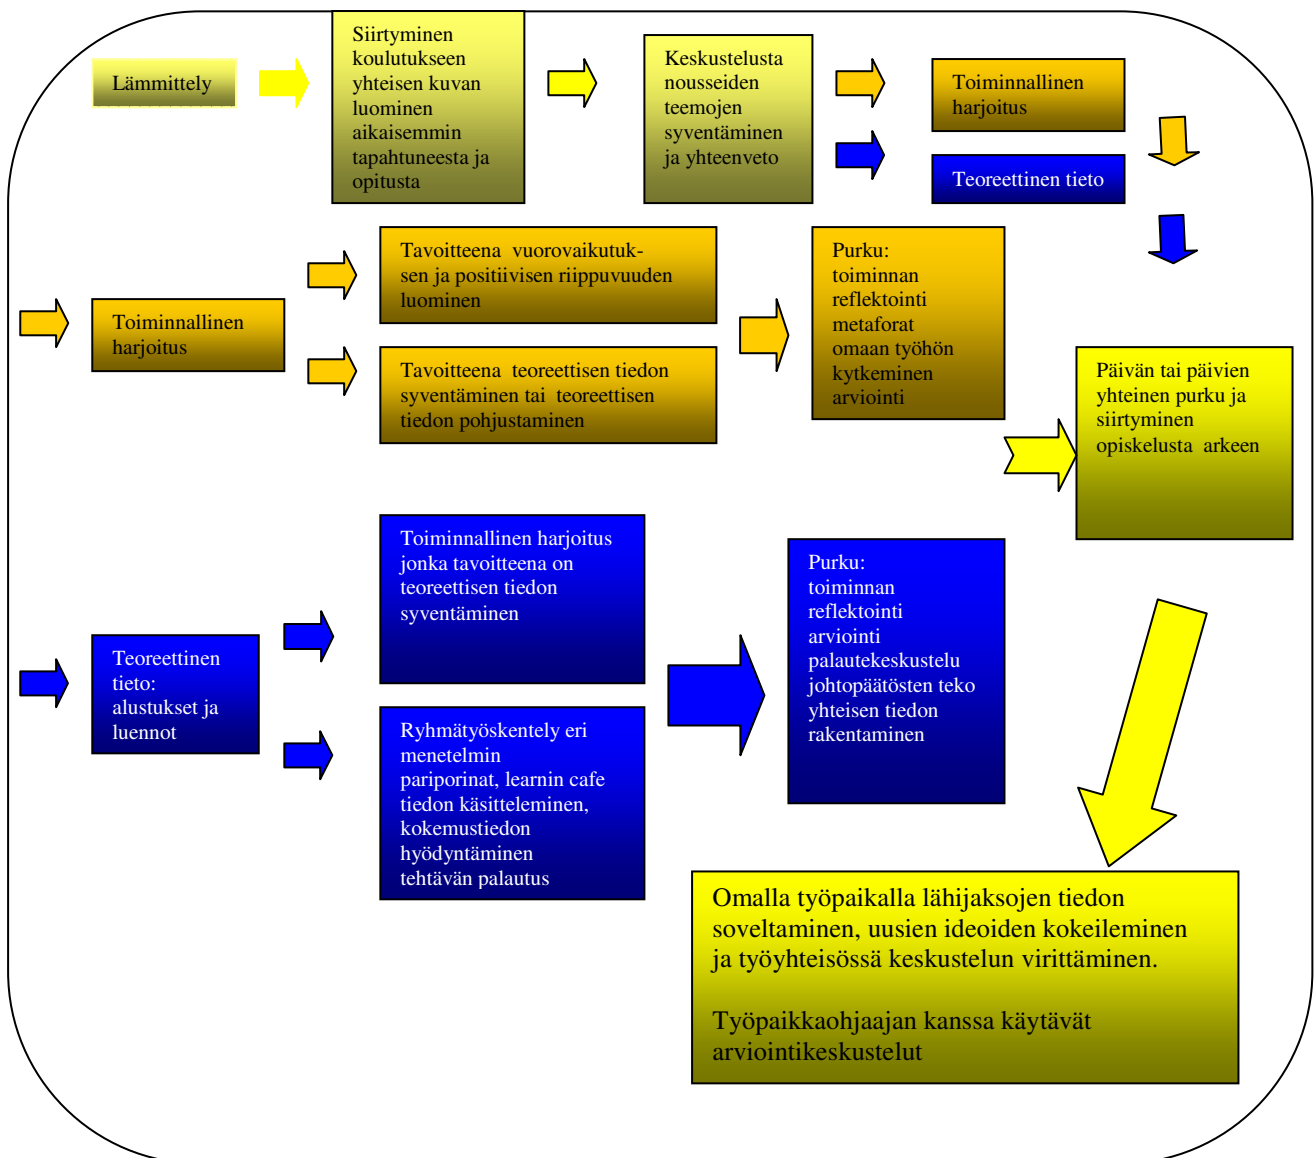 Lämmittely
Siirtyminen
koulutukseen
yhteisen kuvan
luominen
aikaisemmin
tapahtuneesta ja
opitusta
Keskustelusta
nousseiden
teemojen
syventäminen
ja yhteenveto
Toiminnallinen
harjoitus
Teoreettinen tieto
Toiminnallinen
harjoitus
Tavoitteena vuorovaikutuk-
sen ja positiivisen riippuvuuden
luominen
Tavoitteena teoreettisen tiedon
syventäminen tai teoreettisen
tiedon pohjustaminen
Purku:
toiminnan
reflektointi
metaforat
omaan työhön
kytkeminen
arviointi
Päivän tai päivien
yhteinen purku ja
siirtyminen
opiskelusta arkeen
Teoreettinen
tieto:
alustukset ja
luennot
Toiminnallinen harjoitus
jonka tavoitteena on
teoreettisen tiedon
syventäminen
Ryhmätyöskentely eri
menetelmin
pariporinat, learnin cafe
tiedon käsitteleminen,
kokemustiedon
hyödyntäminen
tehtävän palautus
Purku:
toiminnan
reflektointi
arviointi
palautekeskustelu
johtopäätösten teko
yhteisen tiedon
rakentaminen
Omalla työpaikalla lähijaksojen tiedon
soveltaminen, uusien ideoiden kokeileminen
ja työyhteisössä keskustelun virittäminen.
Työpaikkaohjaajan kanssa käytävät
arviointikeskustelut